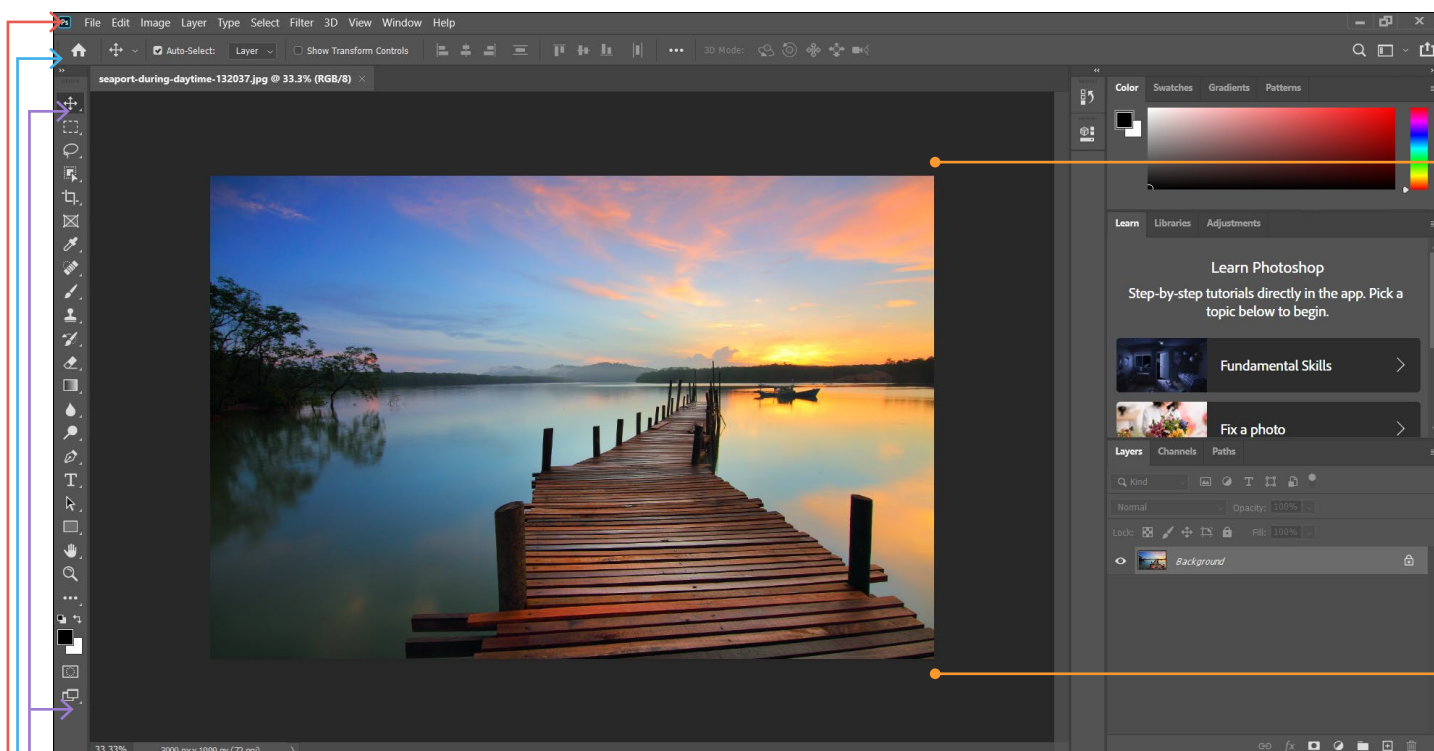 Ps File Edit Image Layer Type Select Filter 3D View Window Help
Auto-Select: Layer Show Transform Controls 3D Mode:
seaport-during-daytime-132037.jpg @ 33.3% (RGB/8) ×
Color Swatches Gradients Patterns
Learn Libraries Adjustments
Learn Photoshop
Step-by-step tutorials directly in the app. Pick a
topic below to begin.
Fundamental Skills
Fix a photo
Layers Channels Paths
Kind
Normal Opacity: 100%
Lock: Fill: 100%
Background
33.33%
fx